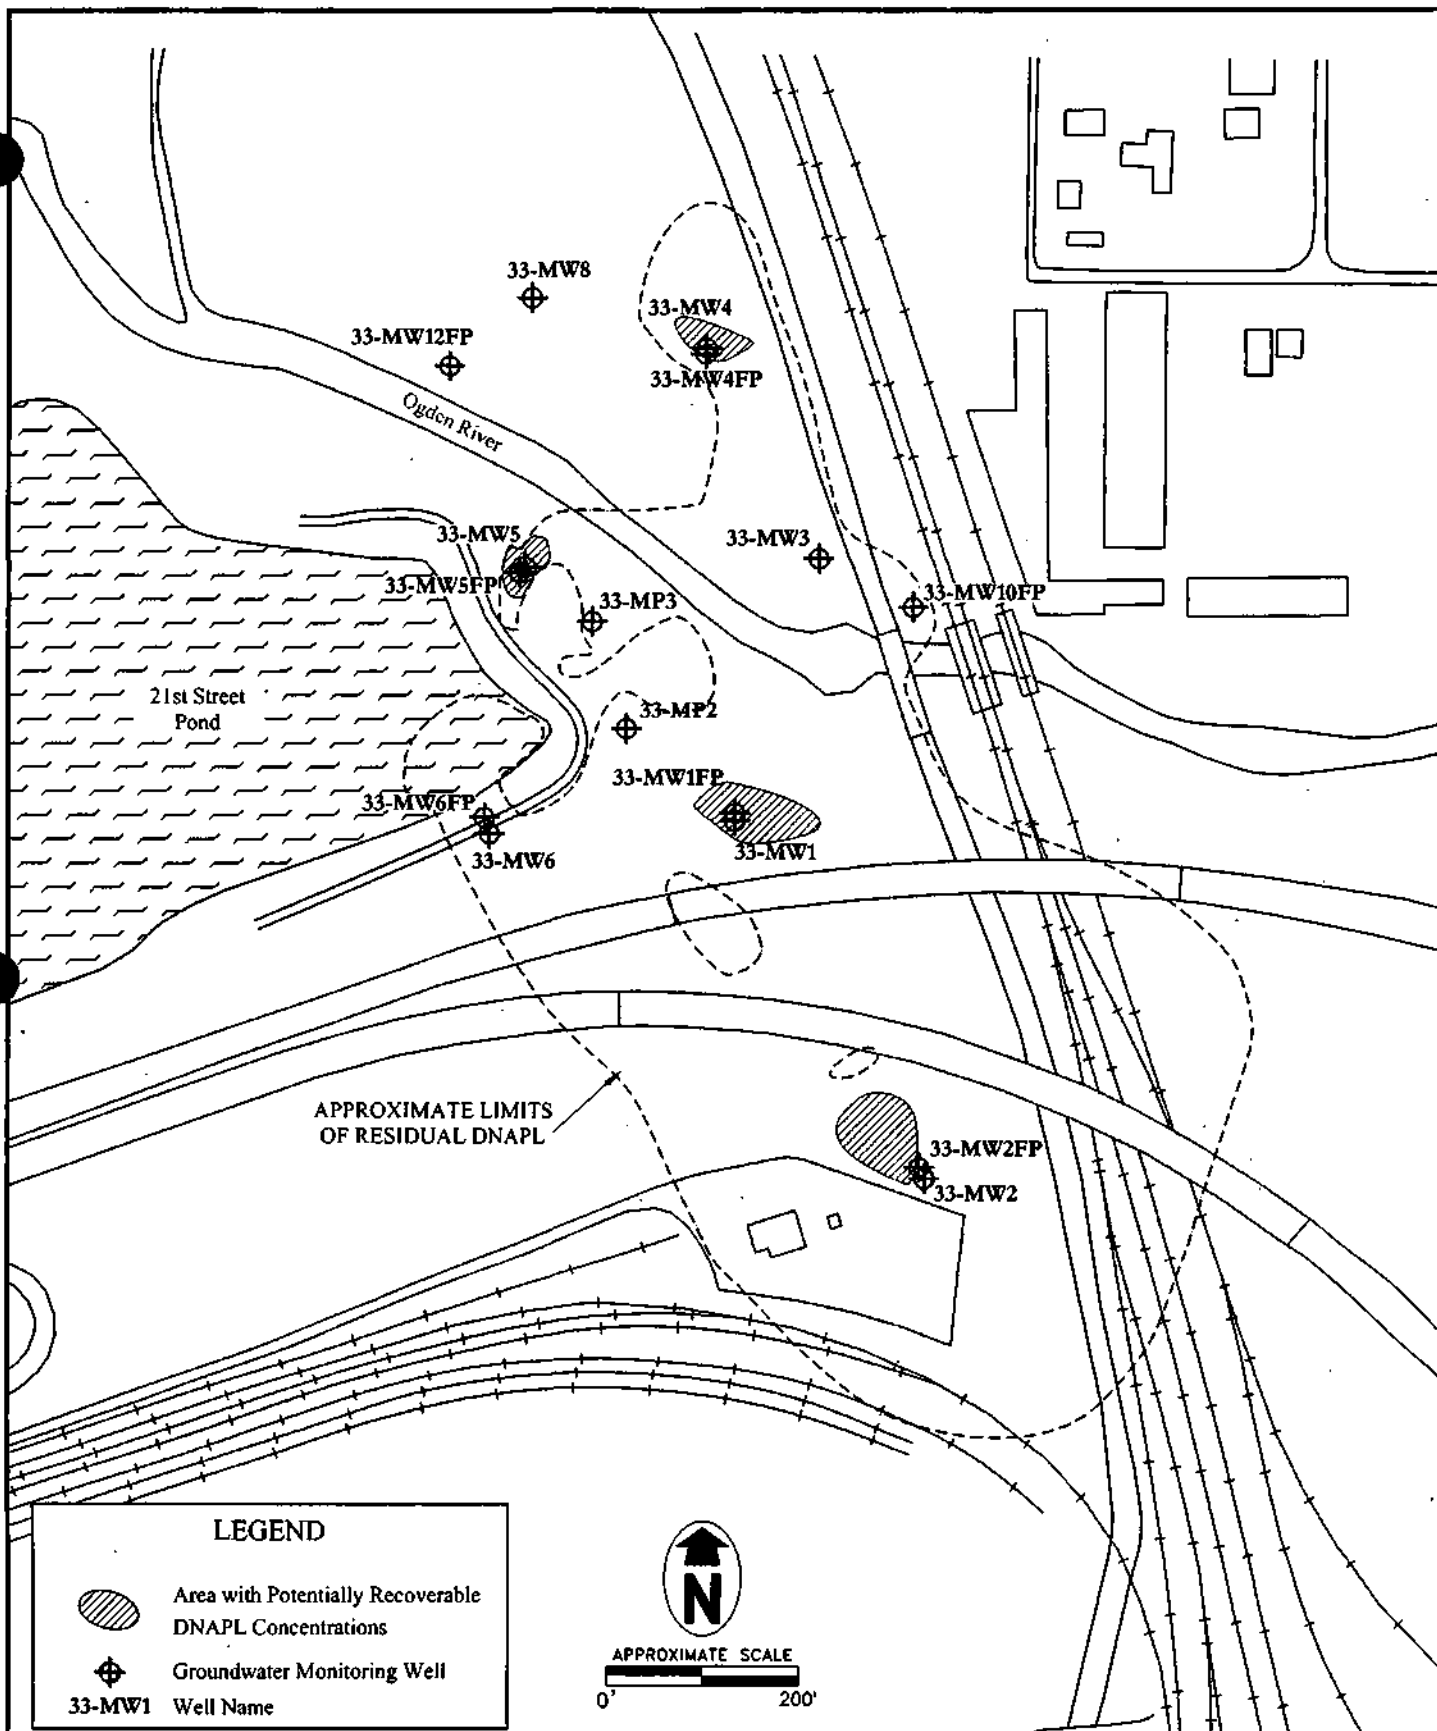 33-MW8
33-MW4
33-MW12FP
33-MW4FP
Ogden River
33-MW5
33-MW3
33-MW5FP
33-MP3
33-MW10FP
21st Street
Pond
33-MP2
33-MW1FP
33-MW6FP
33-MW1
33-MW6
APPROXIMATE LIMITS
OF RESIDUAL DNAPL
33-MW2FP
33-MW2
LEGEND
Area with Potentially Recoverable
DNAPL Concentrations
Groundwater Monitoring Well
33-MW1 Well Name
N
APPROXIMATE SCALE
0' 200'